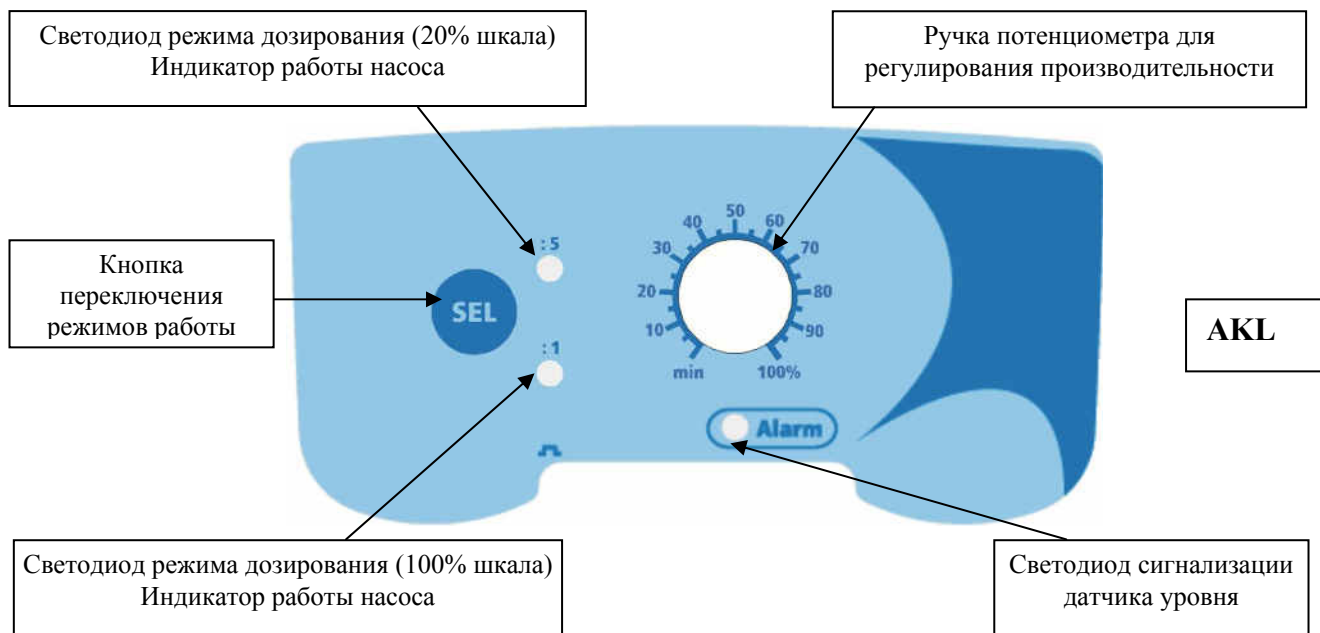 Светодиод режима дозирования (20% шкала)
Индикатор работы насоса
Ручка потенциометра для
регулирования производительности
Кнопка
переключения
режимов работы
SEL
: 5
: 1
min
10
20
30
40
50
60
70
80
90
100%
Alarm
AKL
Светодиод режима дозирования (100% шкала)
Индикатор работы насоса
Светодиод сигнализации
датчика уровня